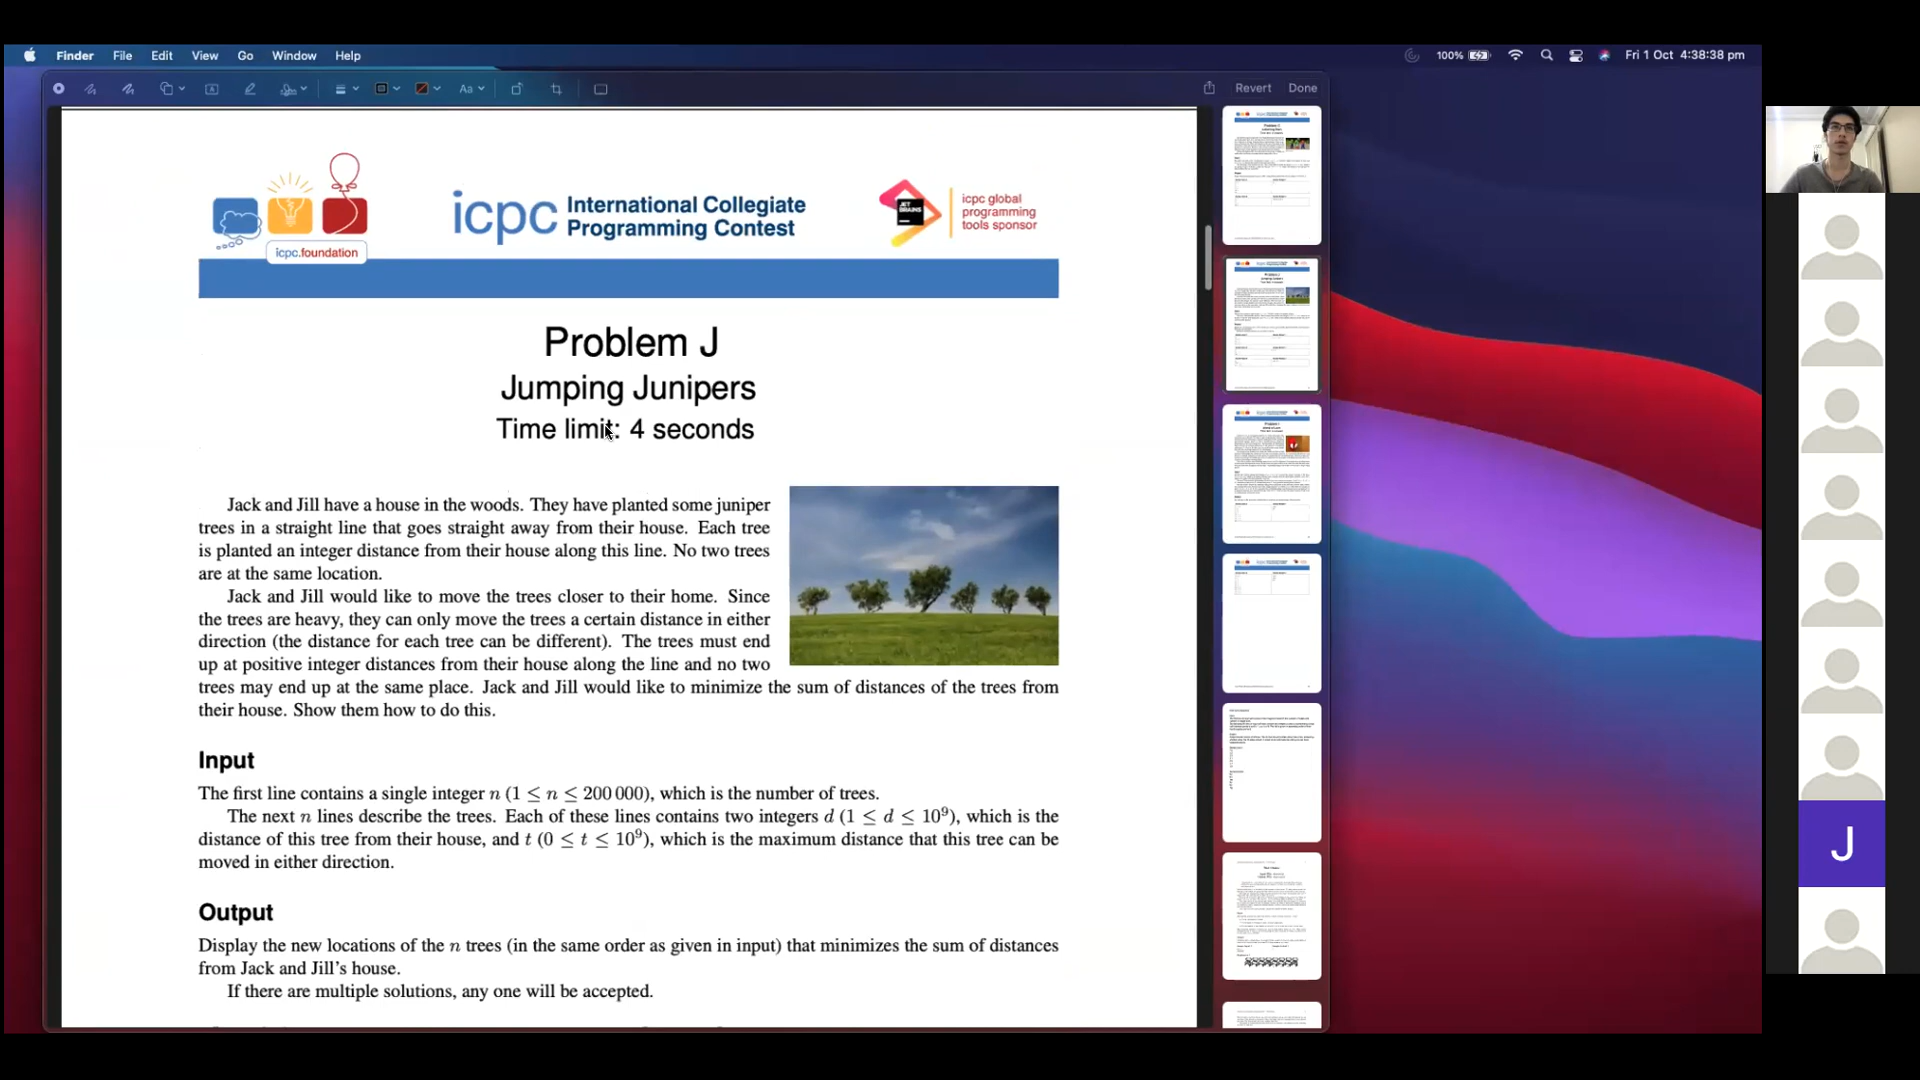 Finder File Edit View Go Window Help
100% Fri 1 Oct 4:38:38 pm
Aa Revert Done
icpc.foundation
icpc International Collegiate
Programming Contest
JET
BRAINS
icpc global
programming
tools sponsor
Problem J
Jumping Junipers
Time limit: 4 seconds
Jack and Jill have a house in the woods. They have planted some juniper
trees in a straight line that goes straight away from their house. Each tree
is planted an integer distance from their house along this line. No two trees
are at the same location.
Jack and Jill would like to move the trees closer to their home. Since
the trees are heavy, they can only move the trees a certain distance in either
direction (the distance for each tree can be different). The trees must end
up at positive integer distances from their house along the line and no two
trees may end up at the same place. Jack and Jill would like to minimize the sum of distances of the trees from
their house. Show them how to do this.
Input
The first line contains a single integer n (1 ≤ n ≤ 200 000), which is the number of trees.
The next n lines describe the trees. Each of these lines contains two integers d (1 ≤ d ≤ 10⁹), which is the
distance of this tree from their house, and t (0 ≤ t ≤ 10⁹), which is the maximum distance that this tree can be
moved in either direction.
Output
Display the new locations of the n trees (in the same order as given in input) that minimizes the sum of distances
from Jack and Jill's house.
If there are multiple solutions, any one will be accepted.
J